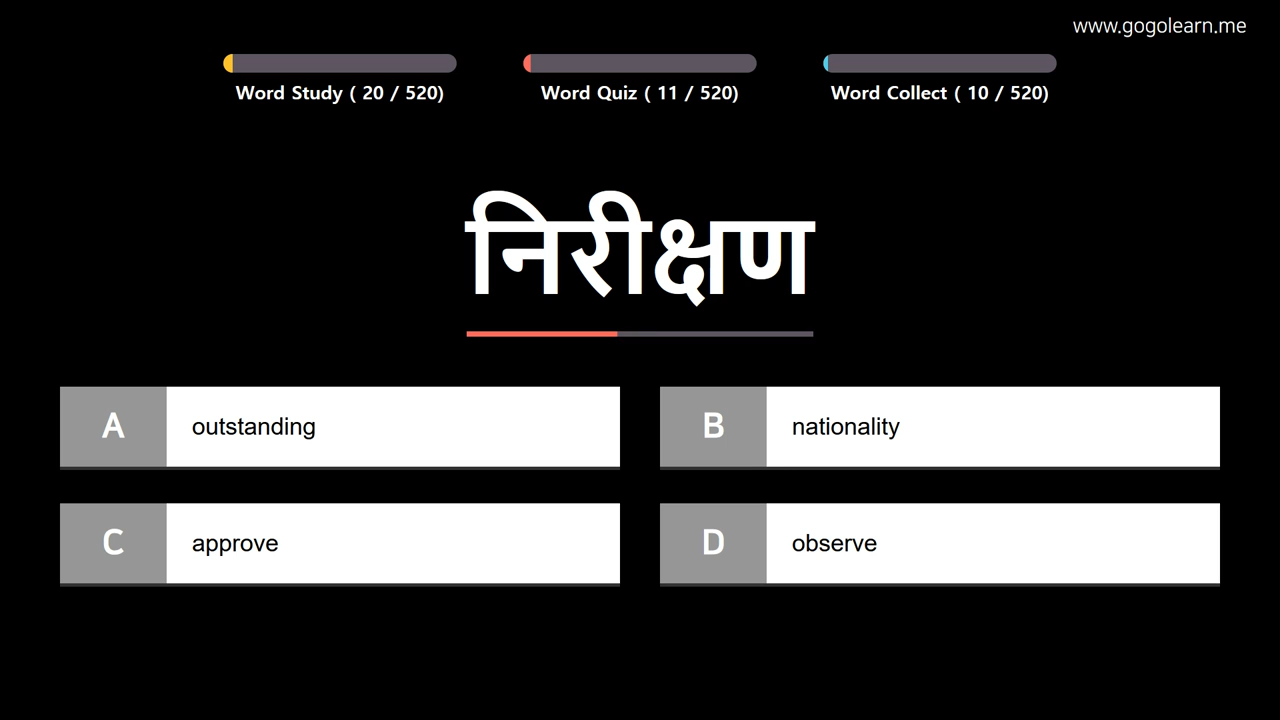 www.gogolearn.me
Word Study ( 20 / 520)
Word Quiz ( 11 / 520)
Word Collect ( 10 / 520)
निरीक्षण
A outstanding
B nationality
C approve
D observe